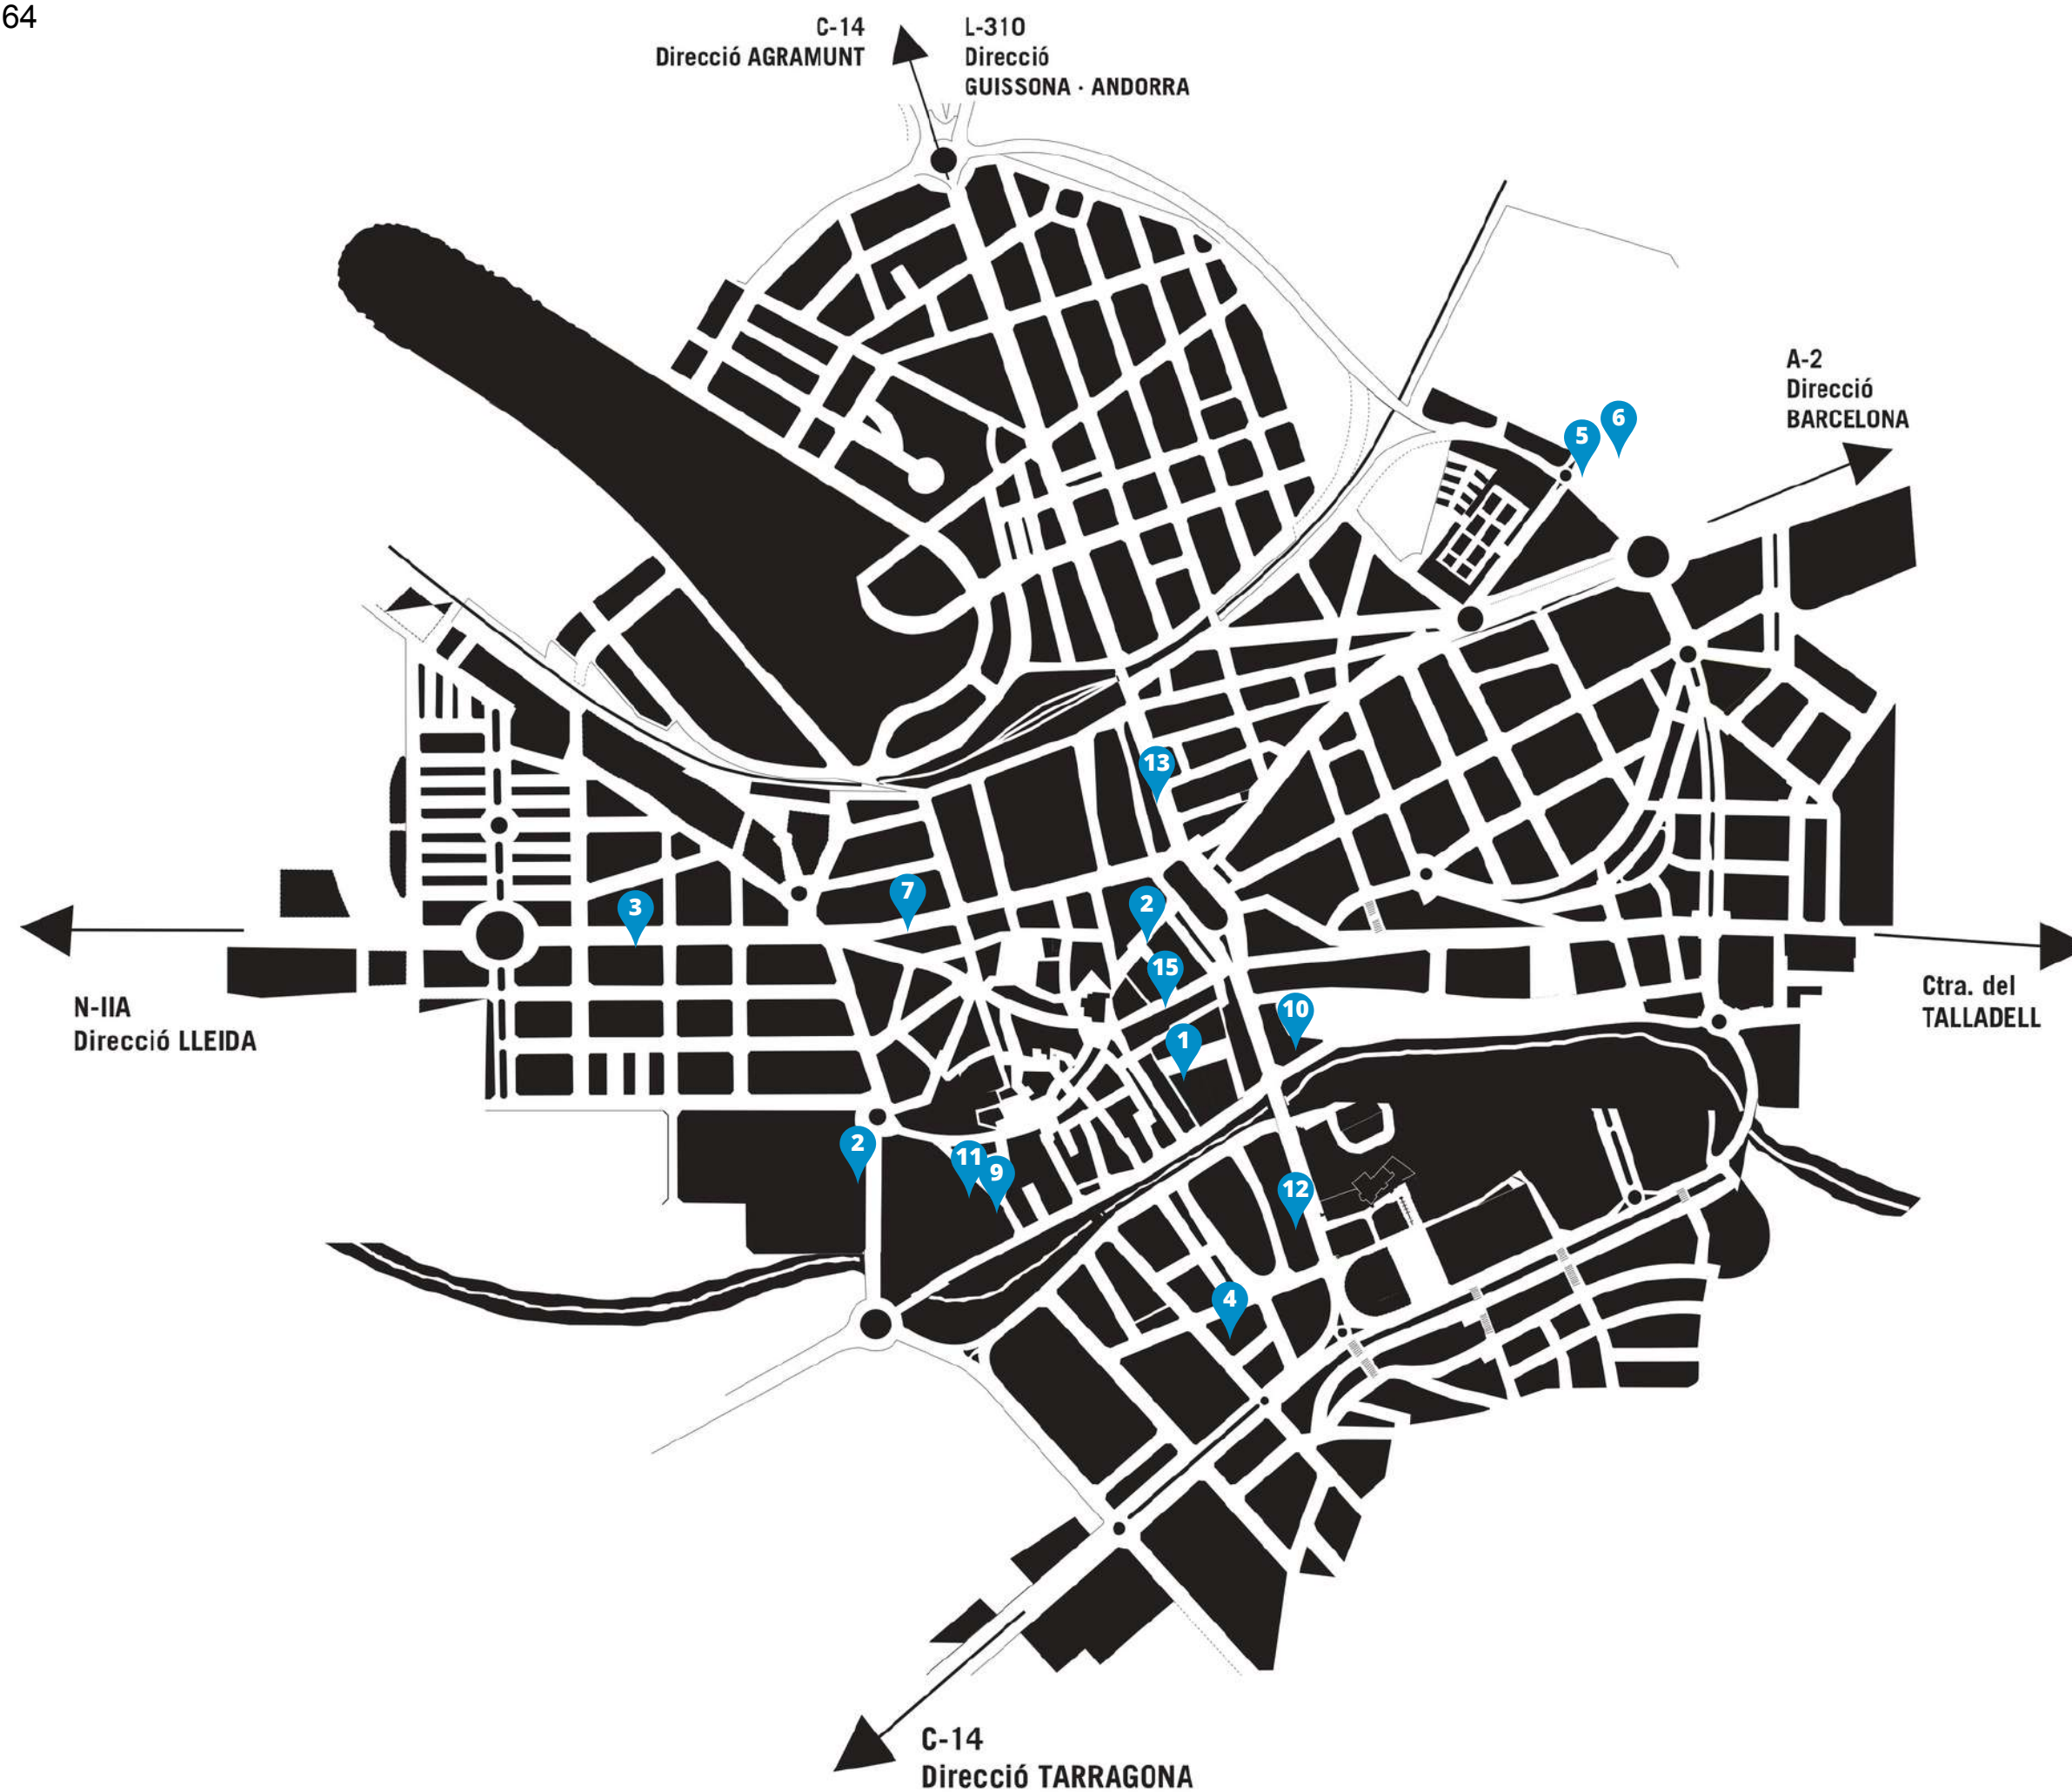 64
C-14
Direcció AGRAMUNT
L-310
Direcció
GUISSONA · ANDORRA
A-2
Direcció
BARCELONA
5
6
13
7
2
3
15
10
1
N-IIA
Direcció LLEIDA
Ctra. del
TALLADELL
2
11
9
12
4
C-14
Direcció TARRAGONA